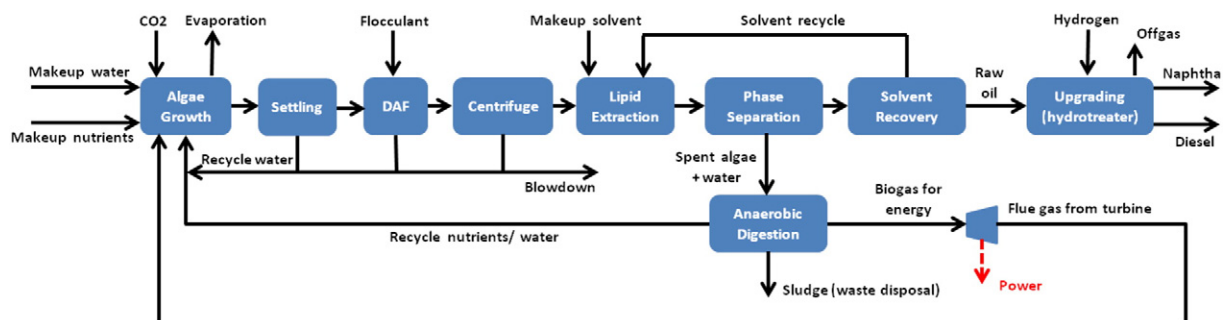 CO2
Evaporation
Flocculant
Makeup solvent
Solvent recycle
Hydrogen
Offgas
Makeup water
Makeup nutrients
Algae
Growth
Settling
DAF
Centrifuge
Lipid
Extraction
Phase
Separation
Solvent
Recovery
Raw
oil
Upgrading
(hydrotreater)
Naphtha
Diesel
Recycle water
Blowdown
Spent algae
+water
Anaerobic
Digestion
Biogas for
energy
Flue gas from turbine
Recycle nutrients/ water
Sludge (waste disposal)
Power